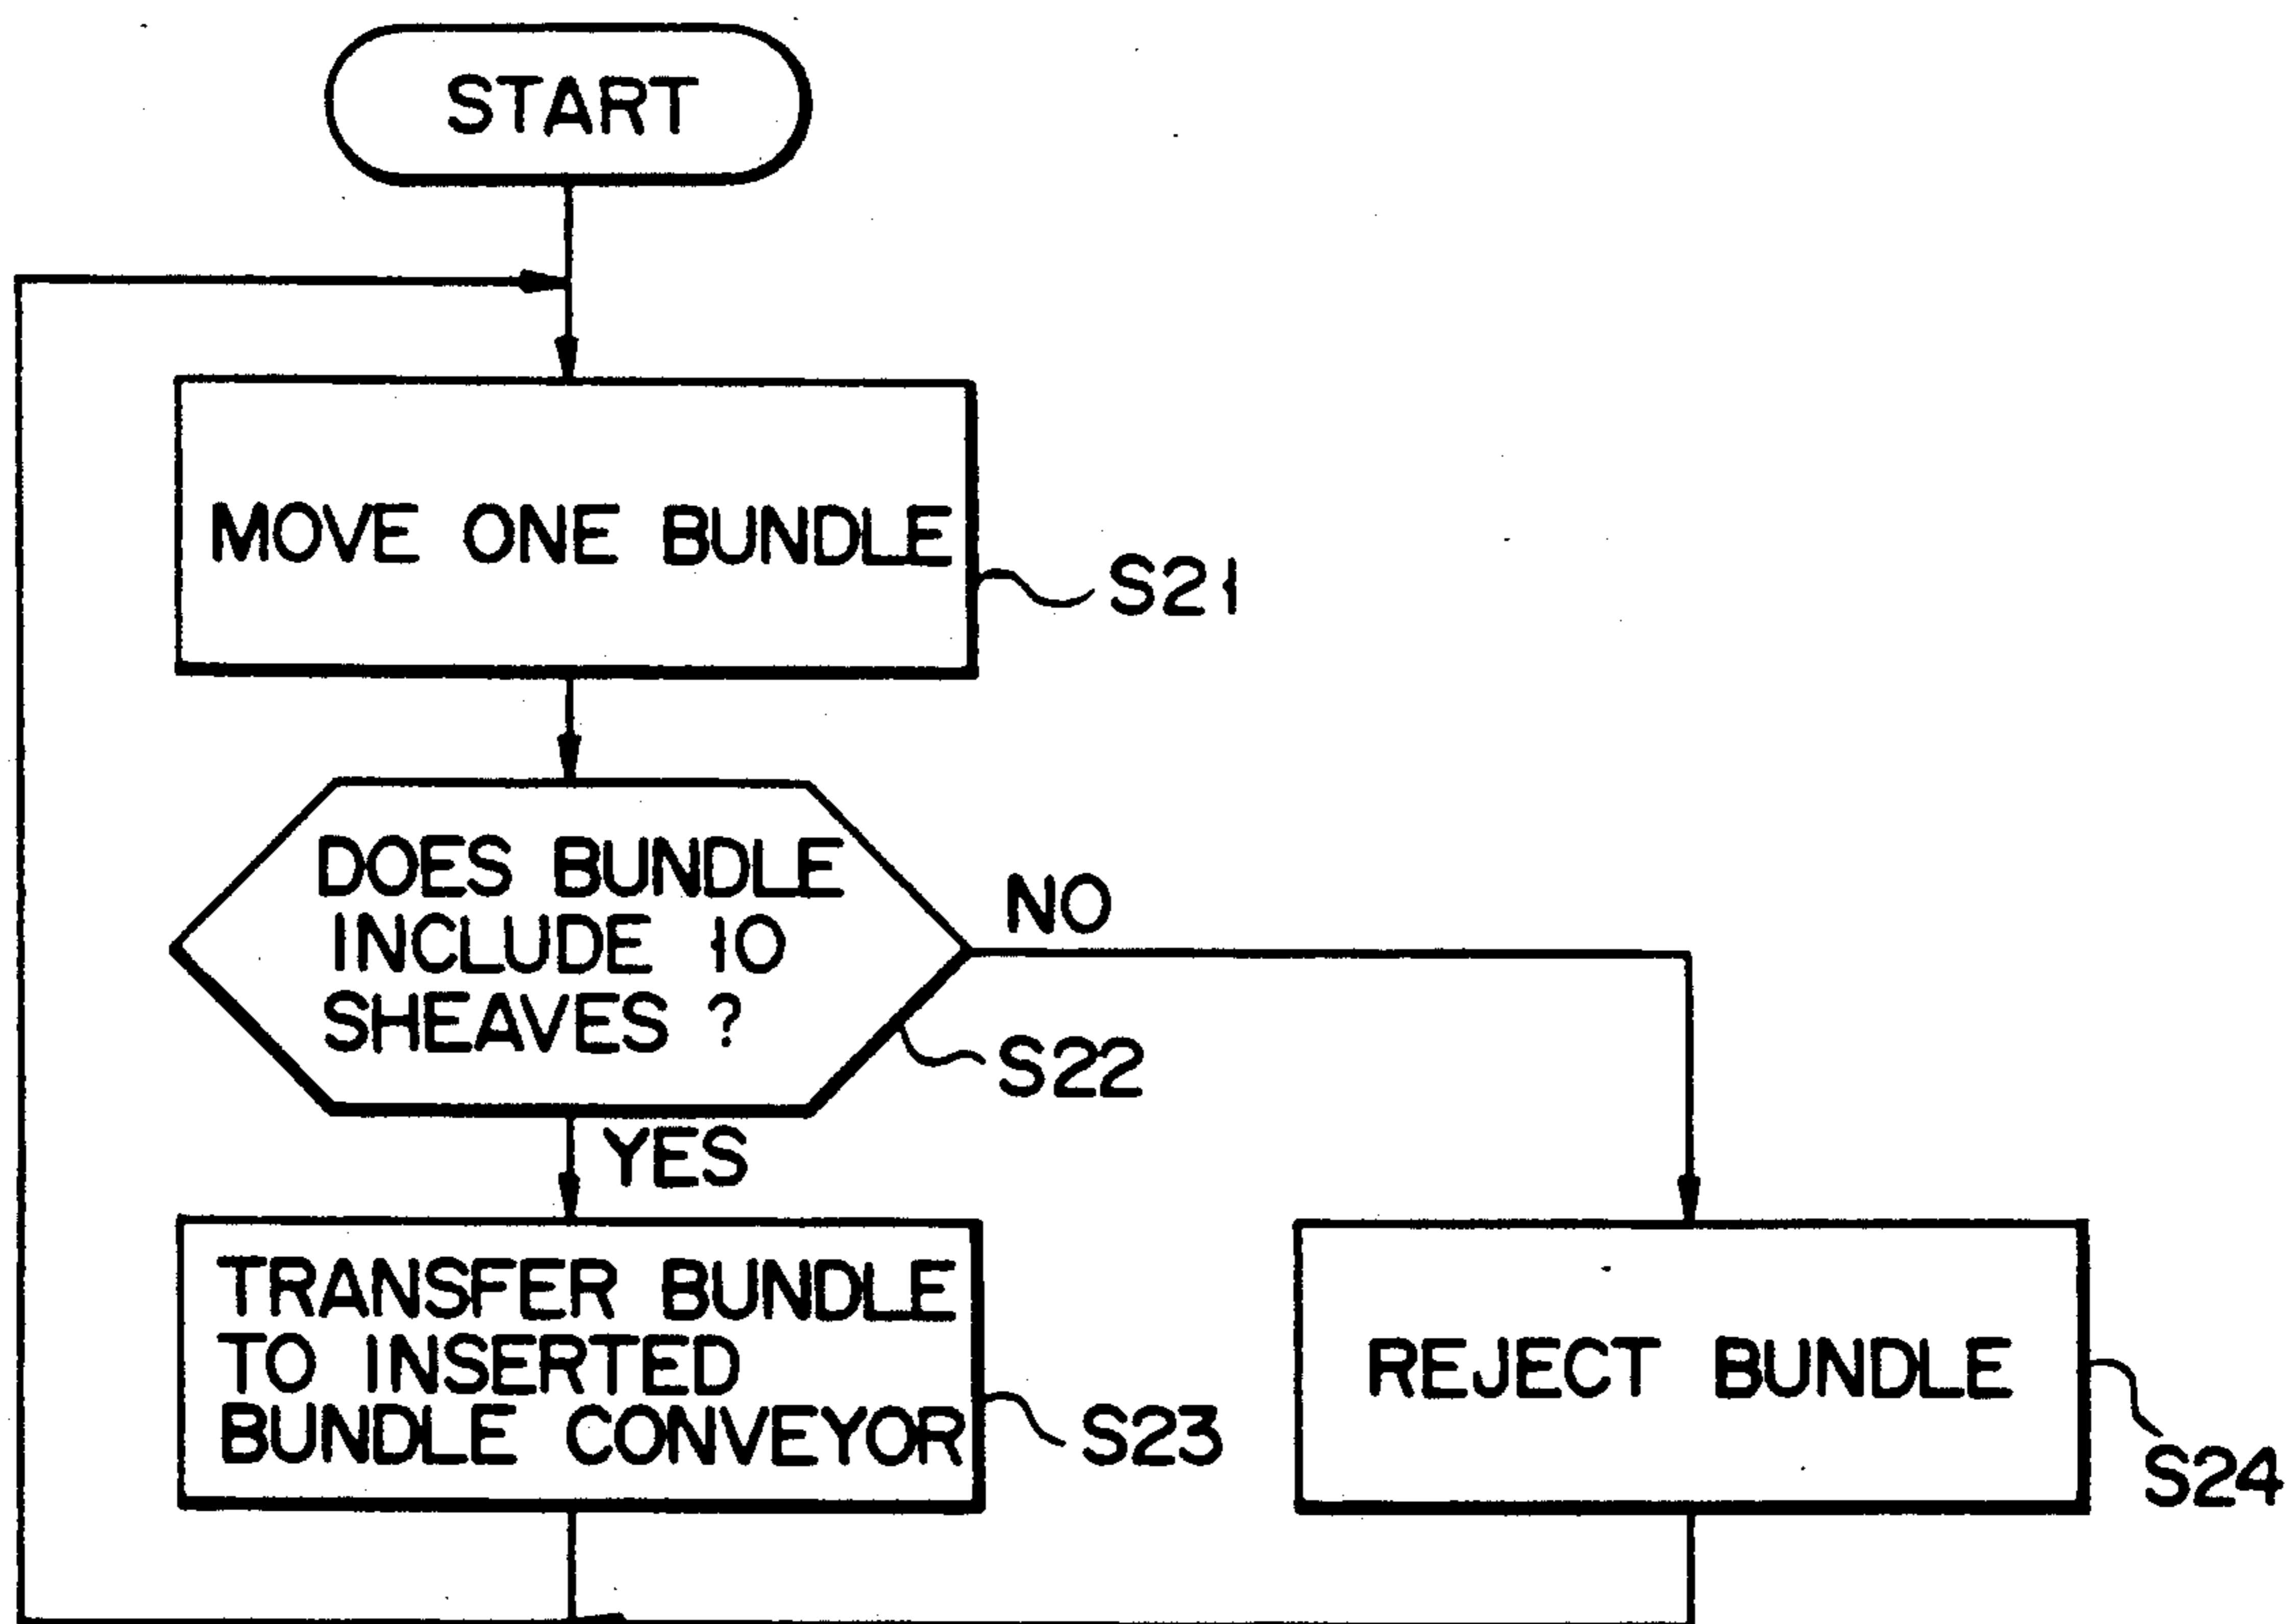 START
MOVE ONE BUNDLE
S21
DOES BUNDLE
INCLUDE 10
SHEAVES ?
NO
S22
YES
TRANSFER BUNDLE
TO INSERTED
BUNDLE CONVEYOR
S23
REJECT BUNDLE
S24